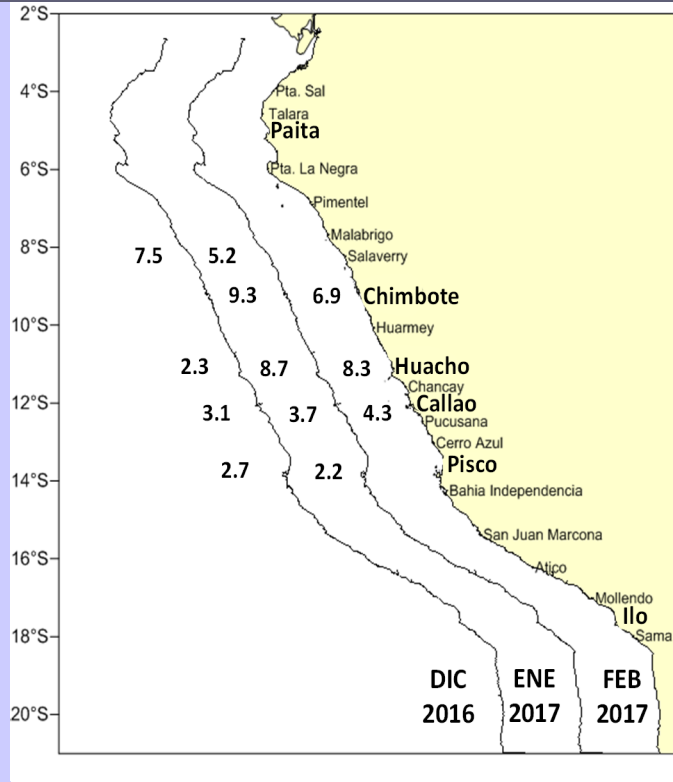 2°S
4°S
Pta. Sal
Talara
Paita
6°S
Pta. La Negra
Pimentel
Malabrigo
8°S
7.5 5.2 Salaverry
9.3 6.9 Chimbote
10°S
Huarmey
2.3 8.7 8.3 Huacho
Chancay
12°S
Callao
3.1 3.7 4.3
Pucusana
Cerro Azul
Pisco
2.7 2.2
14°S
Bahia Independencia
San Juan Marcona
16°S
Atico
Mollendo
Ilo
18°S
Sama
DIC ENE FEB
2016 2017 2017
20°S